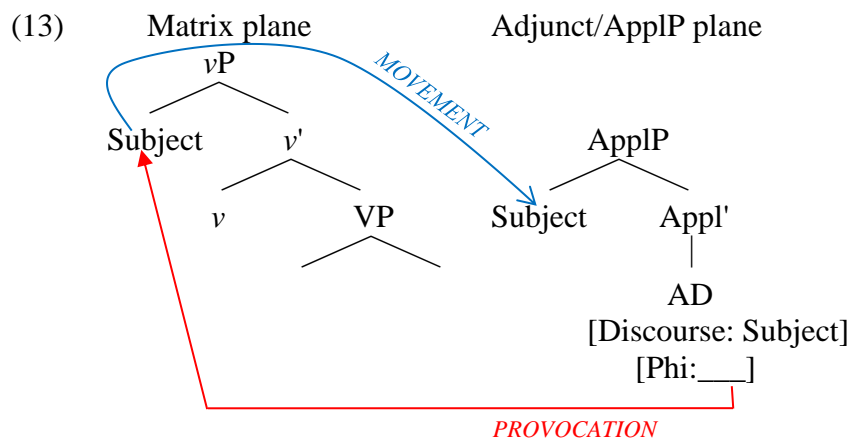 (13) Matrix plane Adjunct/ApplP plane
vP
MOVEMENT
Subject v' ApplP
v VP Subject Appl'
AD
[Discourse: Subject]
[Phi:___]
PROVOCATION